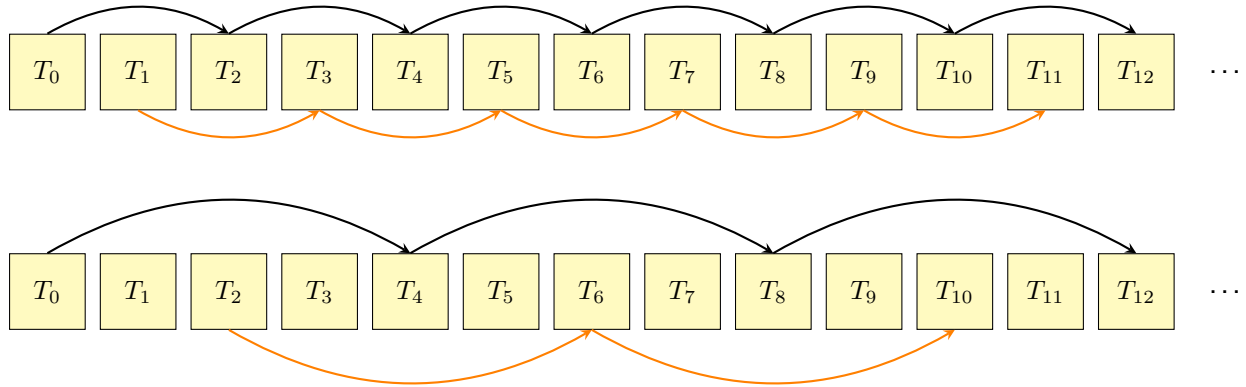 T₀ T₁ T₂ T₃ T₄ T₅ T₆ T₇ T₈ T₉ T₁₀ T₁₁ T₁₂ ⋯
T₀ T₁ T₂ T₃ T₄ T₅ T₆ T₇ T₈ T₉ T₁₀ T₁₁ T₁₂ ⋯